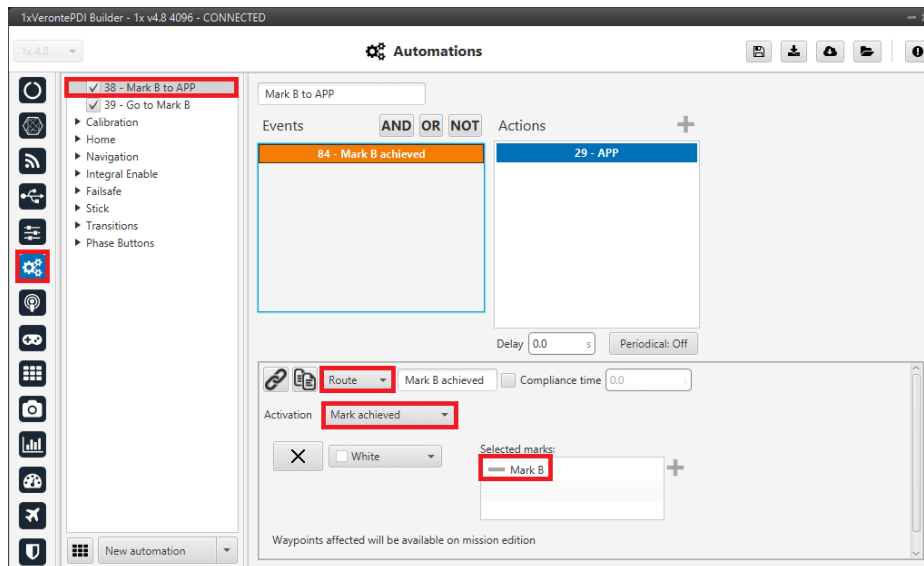 1xVerontePDI Builder - 1x v4.8 4096 - CONNECTED
1x 4.8
Automations
38 - Mark B to APP
39 - Go to Mark B
Calibration
Home
Navigation
Integral Enable
Failsafe
Stick
Transitions
Phase Buttons
New automation
Mark B to APP
Events AND OR NOT Actions
84 - Mark B achieved
29 - APP
Delay 0.0 s Periodical: Off
Route Mark B achieved Compliance time 0.0 s
Activation Mark achieved
White
Selected marks:
Mark B
Waypoints affected will be available on mission edition